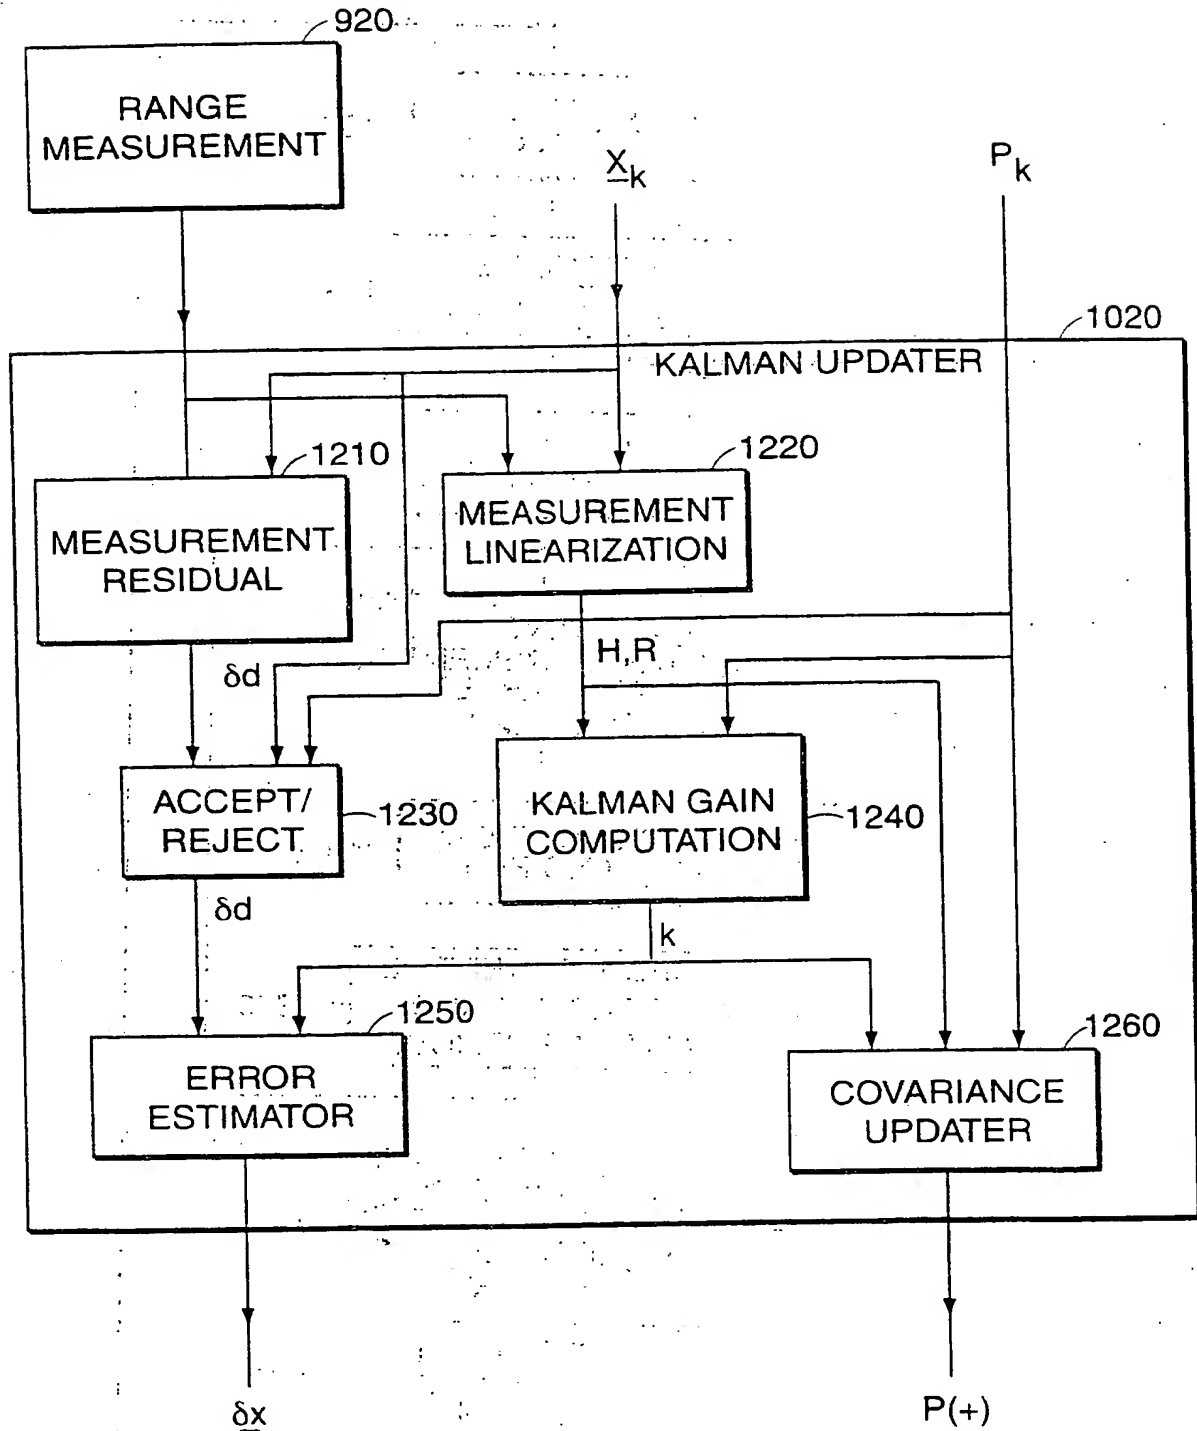 920
RANGE
MEASUREMENT
X_k
P_k
1020
KALMAN UPDATER
1210
1220
MEASUREMENT
RESIDUAL
MEASUREMENT
LINEARIZATION
H,R
δd
ACCEPT/
REJECT
1230
KALMAN GAIN
COMPUTATION
1240
δd
k
1250
1260
ERROR
ESTIMATOR
COVARIANCE
UPDATER
δx
P(+)